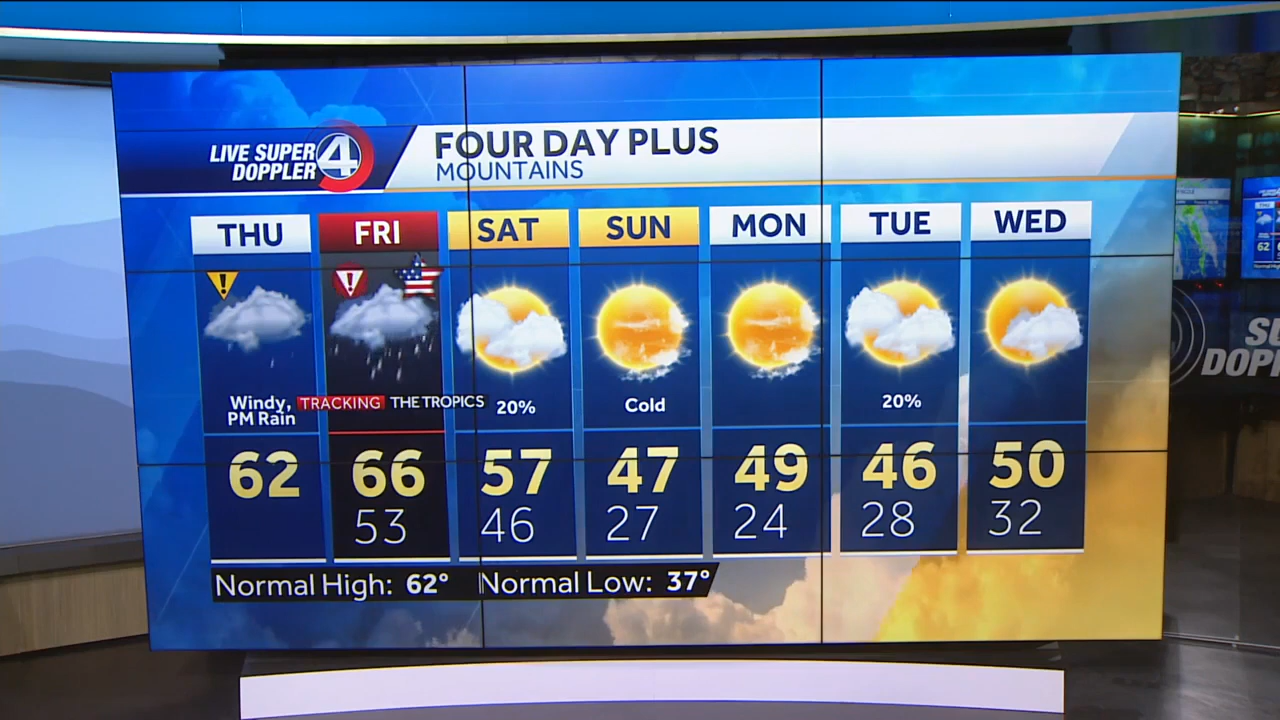 LIVE SUPER
DOPPLER 4
FOUR DAY PLUS
MOUNTAINS
THU
FRI
SAT
SUN
MON
TUE
WED
Windy,
PM Rain
TRACKING THE TROPICS
20%
Cold
20%
62
66
57
47
49
46
50
53
46
27
24
28
32
Normal High: 62° Normal Low: 37°
62
DOPP